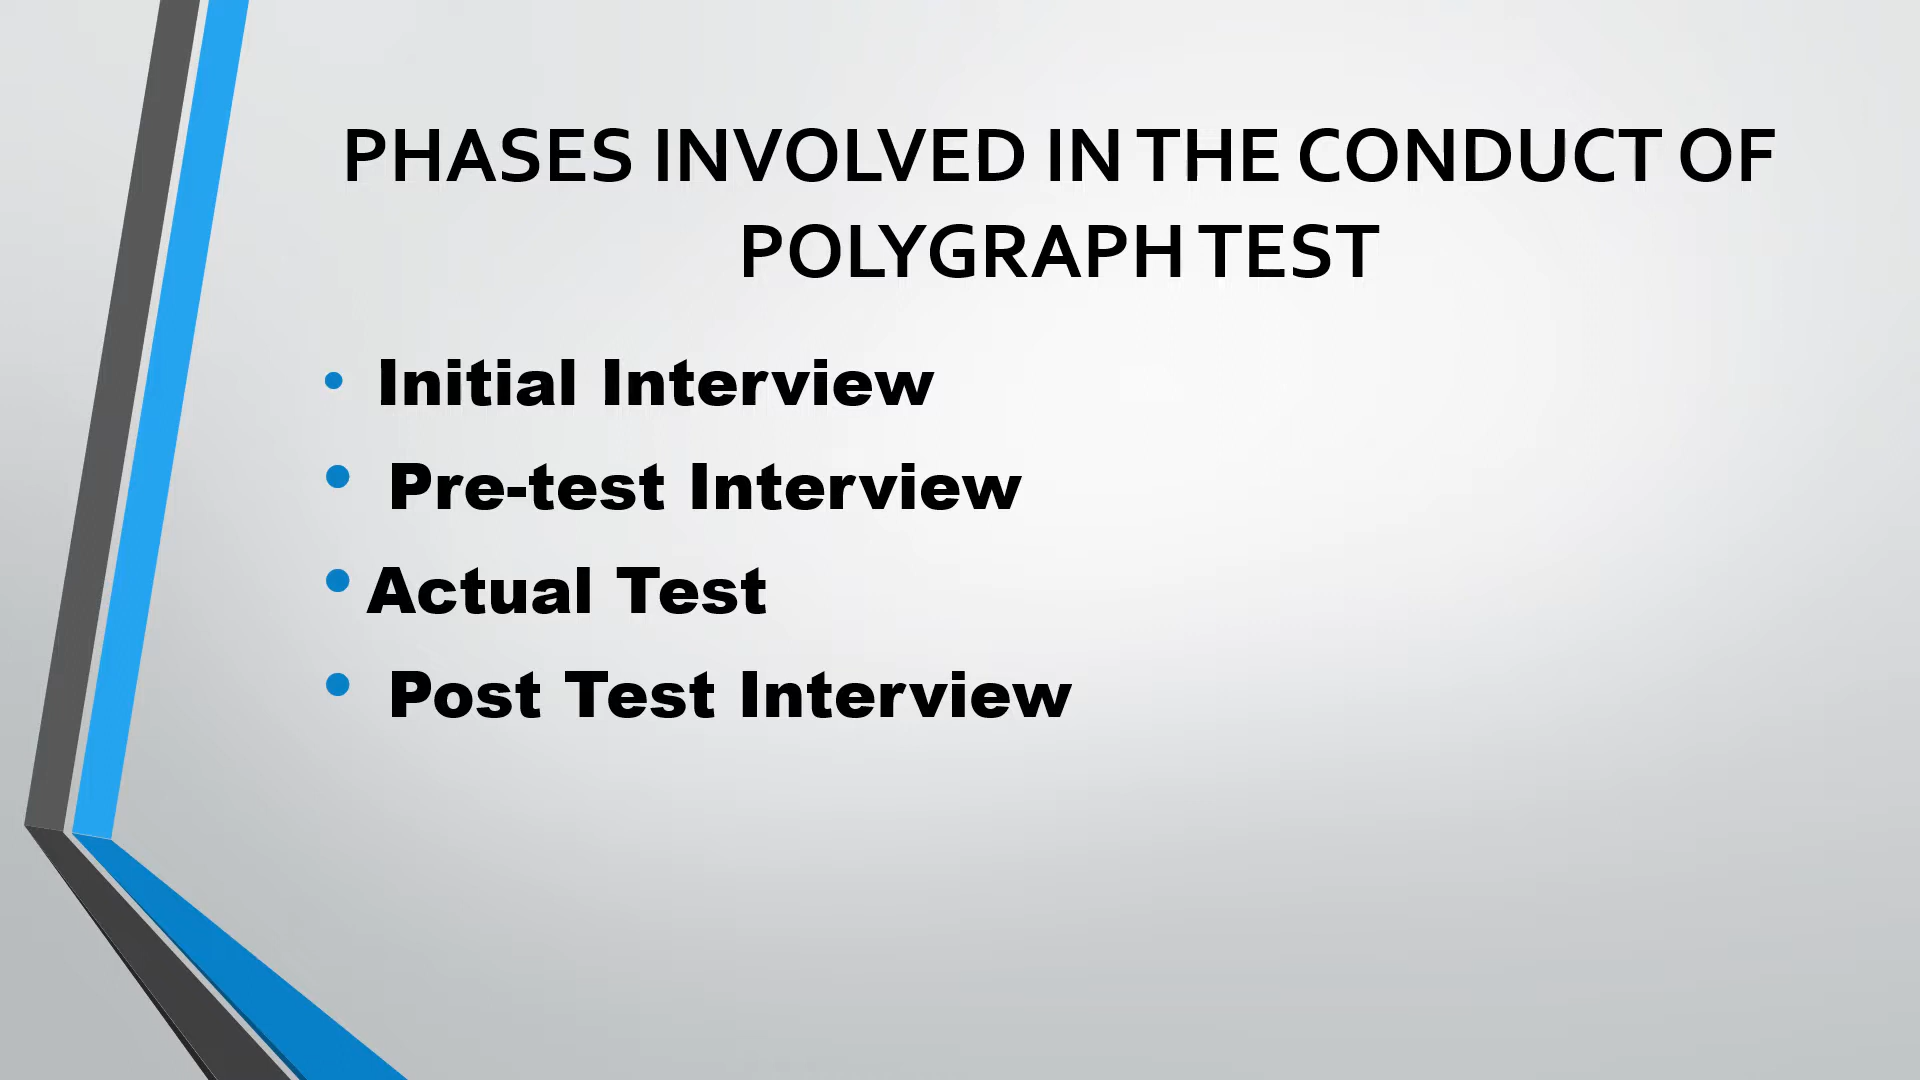 PHASES INVOLVED IN THE CONDUCT OF
POLYGRAPH TEST
• Initial Interview
• Pre-test Interview
• Actual Test
• Post Test Interview